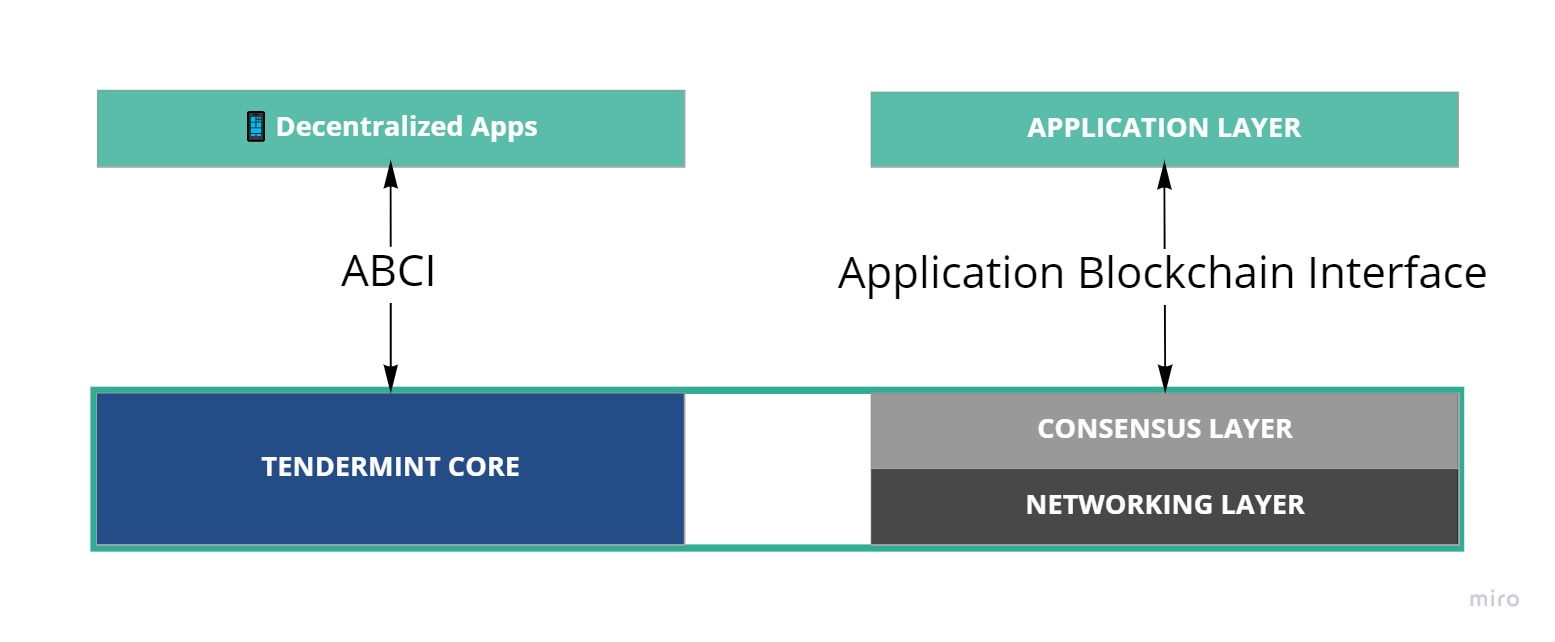 📱 Decentralized Apps
APPLICATION LAYER
ABCI
Application Blockchain Interface
TENDERMINT CORE
CONSENSUS LAYER
NETWORKING LAYER
miro